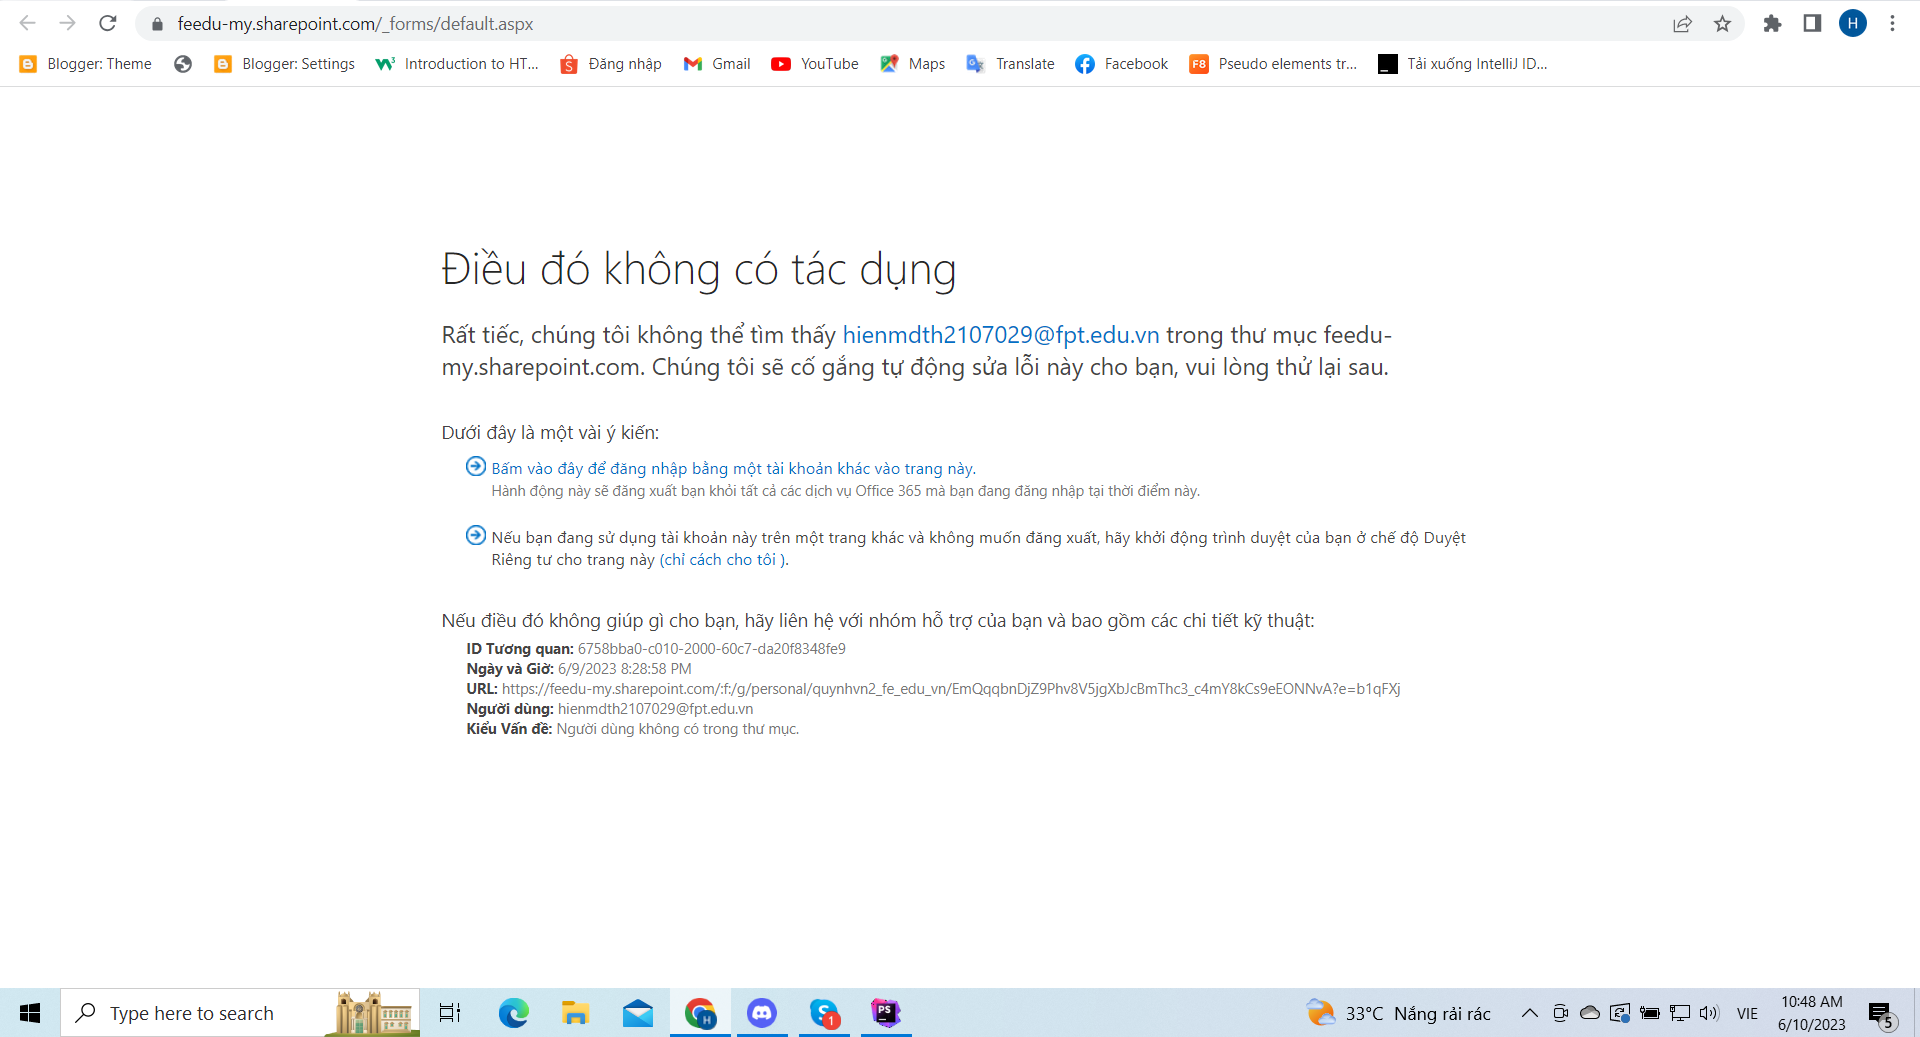 feedu-my.sharepoint.com/_forms/default.aspx
H
Blogger: Theme
Blogger: Settings
Introduction to HT...
Đăng nhập
Gmail
YouTube
Maps
Translate
Facebook
F8
Pseudo elements tr...
Tải xuống IntelliJ ID...
Điều đó không có tác dụng
Rất tiếc, chúng tôi không thể tìm thấy hienmdth2107029@fpt.edu.vn trong thư mục feedu-
my.sharepoint.com. Chúng tôi sẽ cố gắng tự động sửa lỗi này cho bạn, vui lòng thử lại sau.
Dưới đây là một vài ý kiến:
Bấm vào đây để đăng nhập bằng một tài khoản khác vào trang này.
Hành động này sẽ đăng xuất bạn khỏi tất cả các dịch vụ Office 365 mà bạn đang đăng nhập tại thời điểm này.
Nếu bạn đang sử dụng tài khoản này trên một trang khác và không muốn đăng xuất, hãy khởi động trình duyệt của bạn ở chế độ Duyệt
Riêng tư cho trang này (chỉ cách cho tôi ).
Nếu điều đó không giúp gì cho bạn, hãy liên hệ với nhóm hỗ trợ của bạn và bao gồm các chi tiết kỹ thuật:
ID Tương quan: 6758bba0-c010-2000-60c7-da20f8348fe9
Ngày và Giờ: 6/9/2023 8:28:58 PM
URL: https://feedu-my.sharepoint.com/:f:/g/personal/quynhvn2_fe_edu_vn/EmQqqbnDjZ9Phv8V5jgXbJcBmThc3_c4mY8kCs9eEONNvA?e=b1qFXj
Người dùng: hienmdth2107029@fpt.edu.vn
Kiểu Vấn đề: Người dùng không có trong thư mục.
Type here to search
H
S
1
PS
33°C Nắng rải rác
VIE
10:48 AM
6/10/2023
5